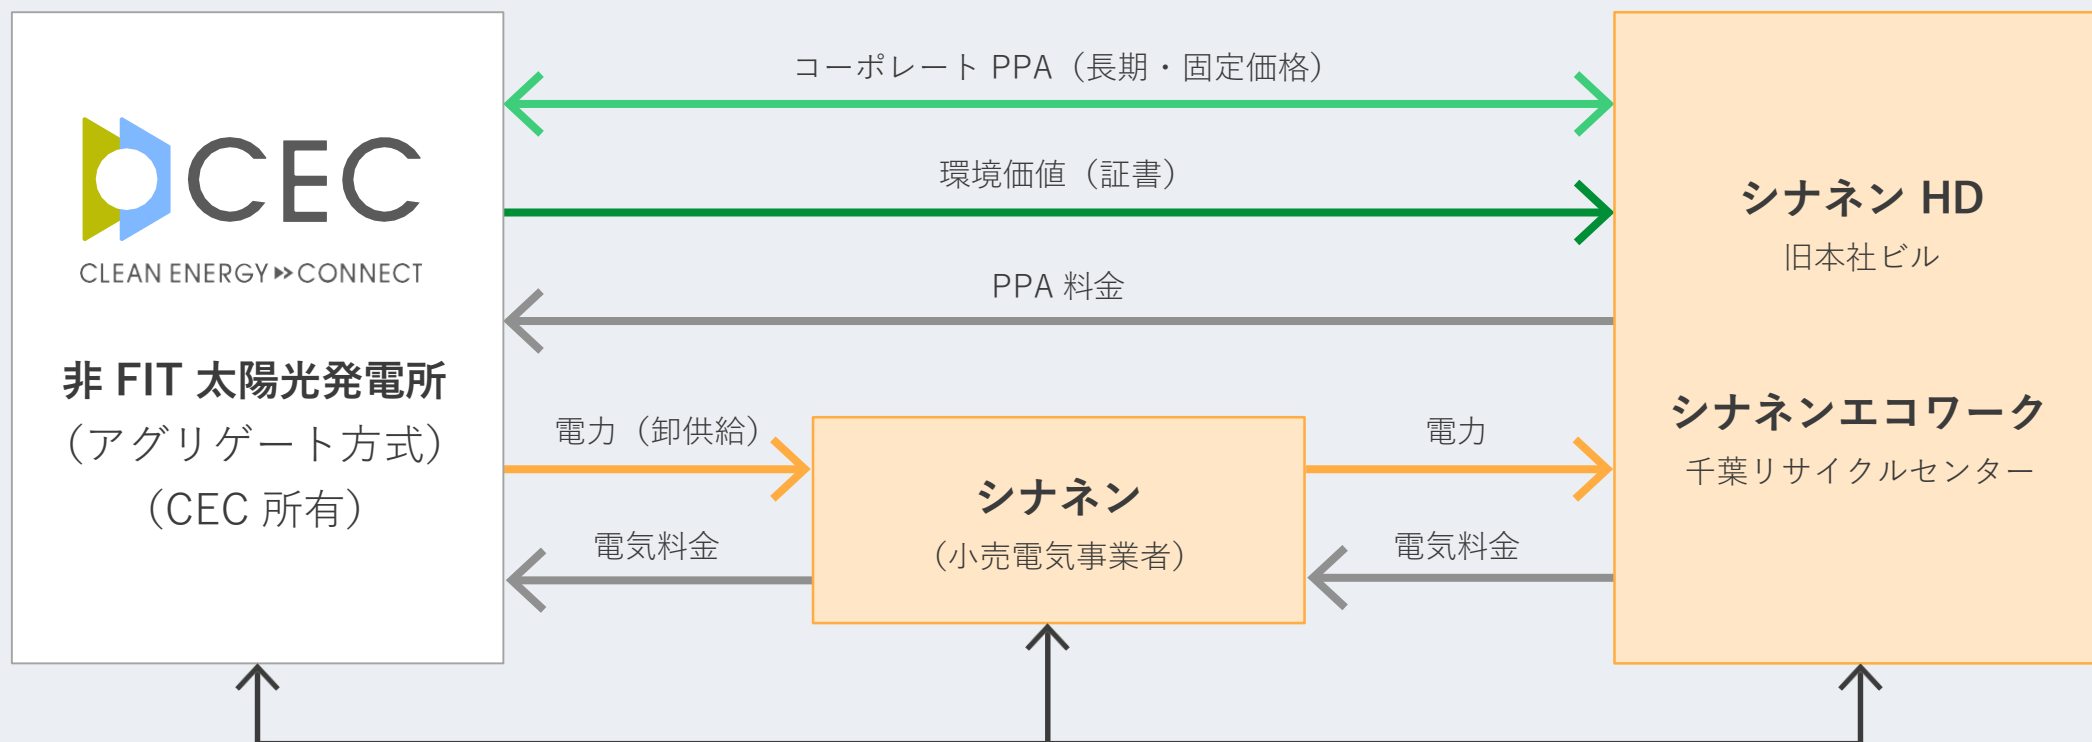 CEC
CLEAN ENERGY CONNECT
非 FIT 太陽光発電所
（アグリゲート方式）
（CEC 所有）
コーポレート PPA（長期・固定価格）
環境価値（証書）
PPA 料金
電力（卸供給）
電気料金
シナネン
（小売電気事業者）
電力
電気料金
シナネン HD
旧本社ビル
シナネンエコワーク
千葉リサイクルセンター